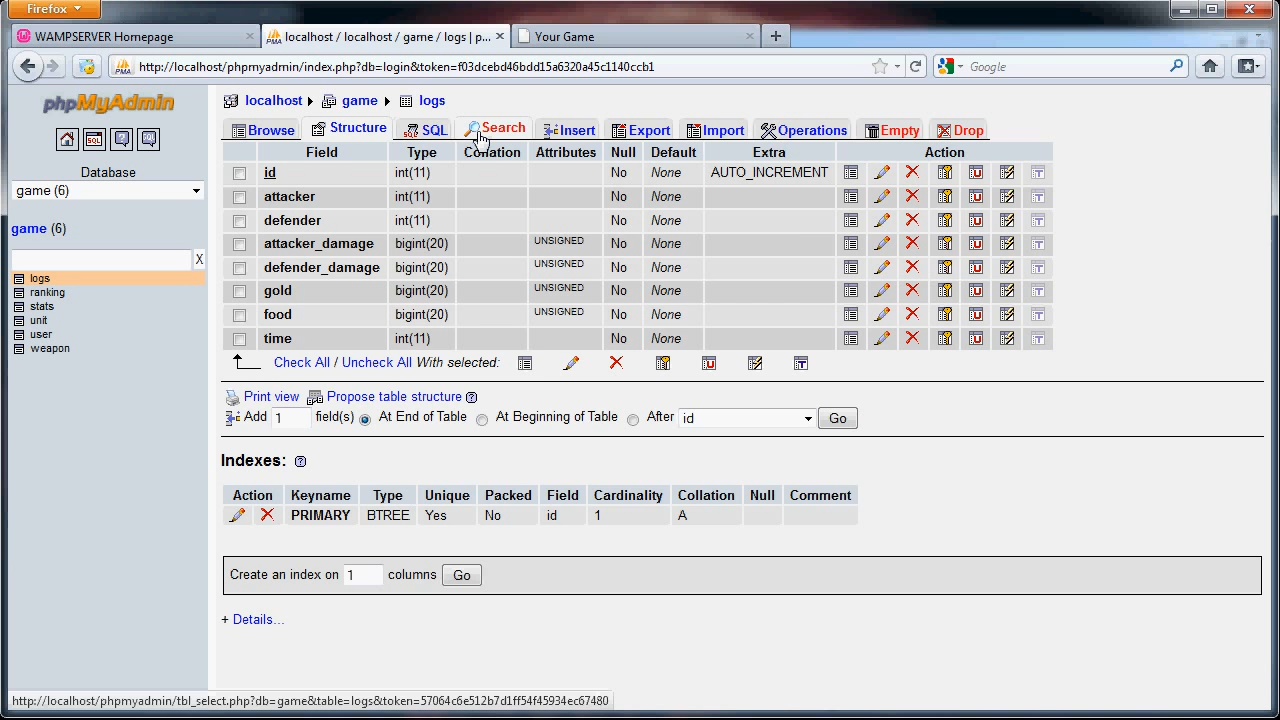 Firefox
WAMPSERVER Homepage
localhost / localhost / game / logs | p...
Your Game
http://localhost/phpmyadmin/index.php?db=login&token=f03dcebd46bdd15a6320a45c1140ccb1
Google
phpMyAdmin
Database
game (6)
game (6)
X
logs
ranking
stats
unit
user
weapon
localhost game logs
Browse Structure SQL Search Insert Export Import Operations Empty Drop
Field Type Collation Attributes Null Default Extra Action
id int(11) No None AUTO_INCREMENT
attacker int(11) No None
defender int(11) No None
attacker_damage bigint(20) UNSIGNED No None
defender_damage bigint(20) UNSIGNED No None
gold bigint(20) UNSIGNED No None
food bigint(20) UNSIGNED No None
time int(11) No None
Check All / Uncheck All With selected:
Print view Propose table structure
Add 1 field(s) At End of Table At Beginning of Table After id Go
Indexes:
Action Keyname Type Unique Packed Field Cardinality Collation Null Comment
PRIMARY BTREE Yes No id 1 A
Create an index on 1 columns Go
+ Details...
http://localhost/phpmyadmin/tbl_select.php?db=game&table=logs&token=57064c6e512b7d1ff54f45934ec67480